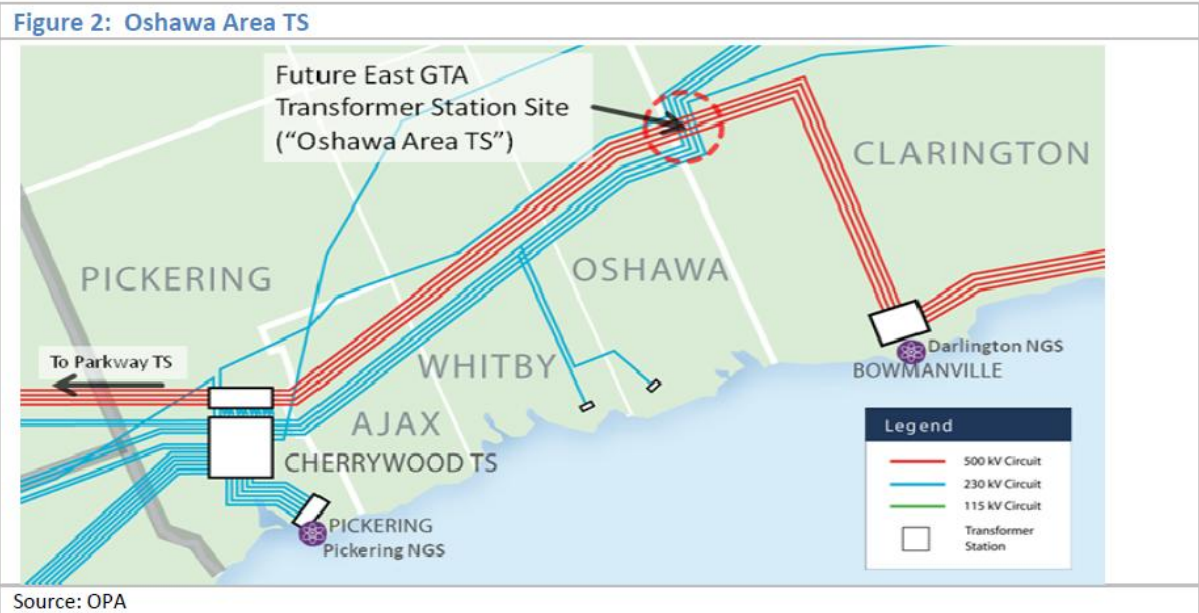 Figure 2: Oshawa Area TS
Future East GTA
Transformer Station Site
(“Oshawa Area TS”)
CLARINGTON
PICKERING
OSHAWA
To Parkway TS
WHITBY
Darlington NGS
BOWMANVILLE
AJAX
CHERRYWOOD TS
PICKERING
Pickering NGS
Legend
500 kV Circuit
230 kV Circuit
115 kV Circuit
Transformer
Station
Source: OPA